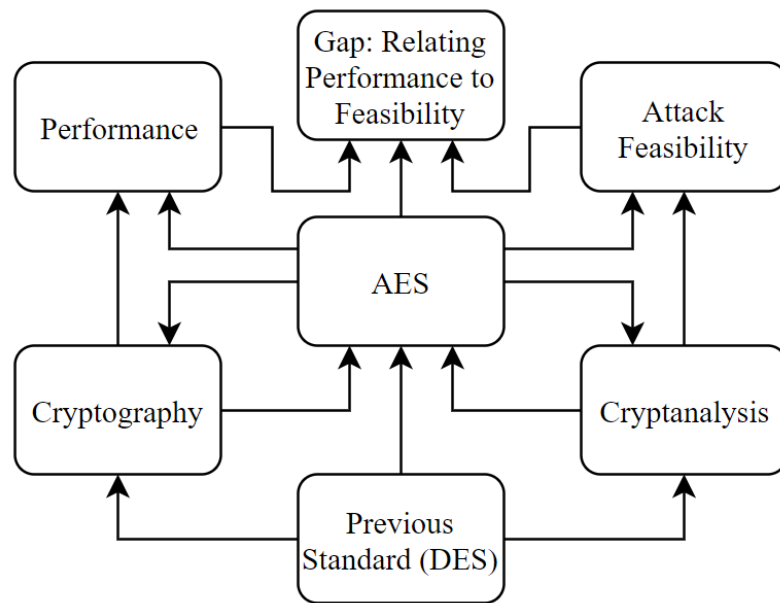 Gap: Relating
Performance to
Feasibility
Performance
Attack
Feasibility
AES
Cryptography
Cryptanalysis
Previous
Standard (DES)